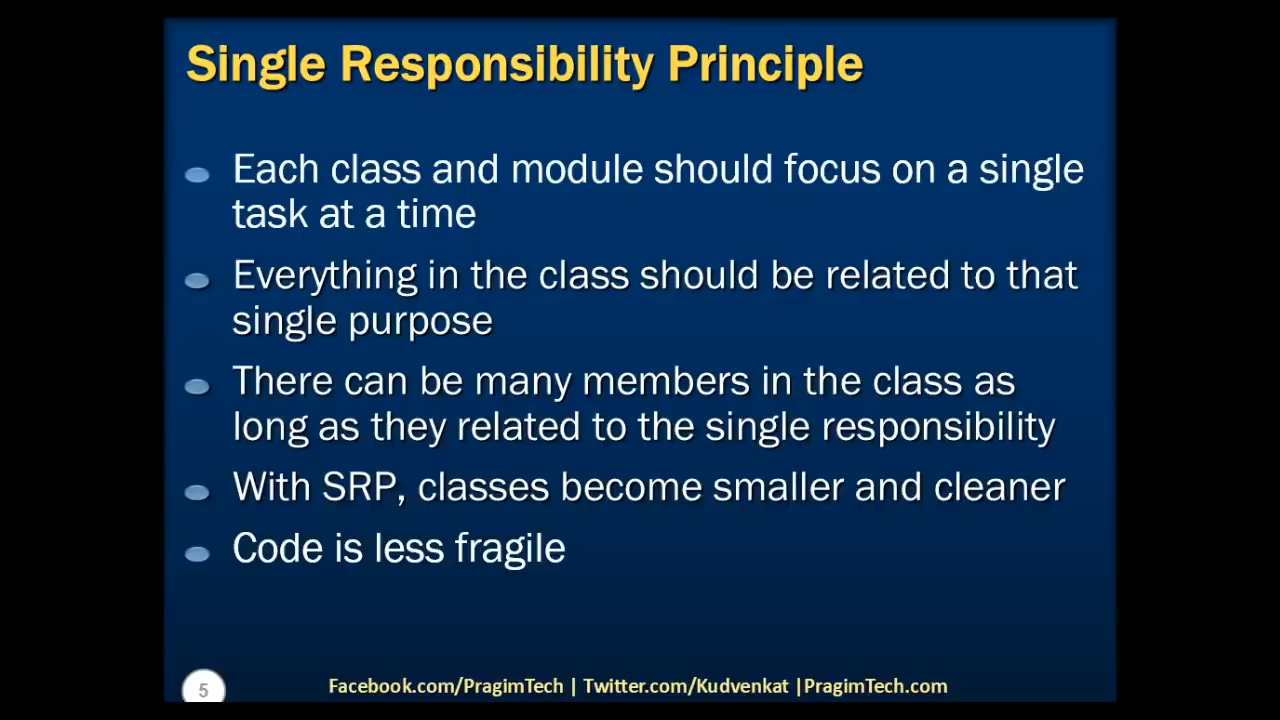 Single Responsibility Principle
Each class and module should focus on a single
task at a time
Everything in the class should be related to that
single purpose
There can be many members in the class as
long as they related to the single responsibility
With SRP, classes become smaller and cleaner
Code is less fragile
5
Facebook.com/PragimTech | Twitter.com/Kudvenkat |PragimTech.com